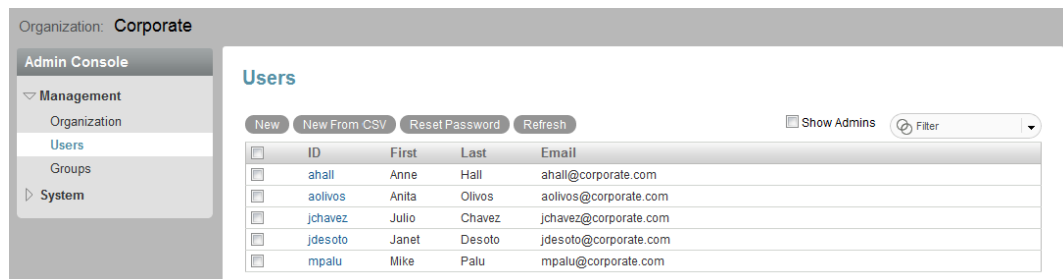 Organization: Corporate
Admin Console
Management
Organization
Users
Groups
System
Users
New New From CSV Reset Password Refresh Show Admins Filter
ID First Last Email
ahall Anne Hall ahall@corporate.com
aolivos Anita Olivos aolivos@corporate.com
jchavez Julio Chavez jchavez@corporate.com
jdesoto Janet Desoto jdesoto@corporate.com
mpalu Mike Palu mpalu@corporate.com